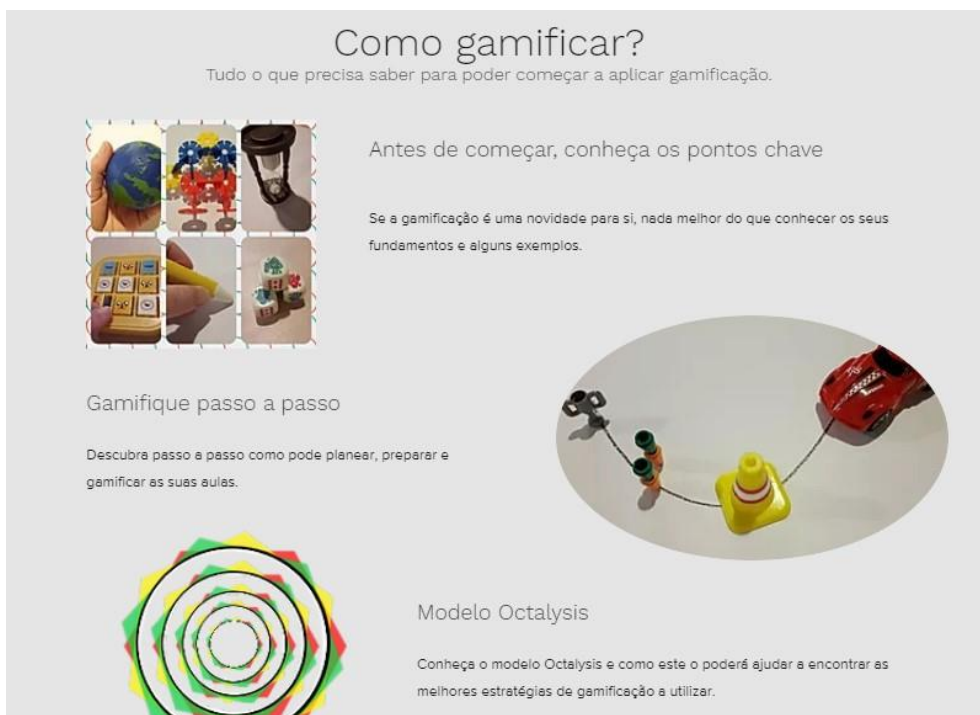 Como gamificar?
Tudo o que precisa saber para poder começar a aplicar gamificação.
Antes de começar, conheça os pontos chave
Se a gamificação é uma novidade para si, nada melhor do que conhecer os seus
fundamentos e alguns exemplos.
Gamifique passo a passo
Descubra passo a passo como pode planear, preparar e
gamificar as suas aulas.
Modelo Octalysis
Conheça o modelo Octalysis e como este o poderá ajudar a encontrar as
melhores estratégias de gamificação a utilizar.